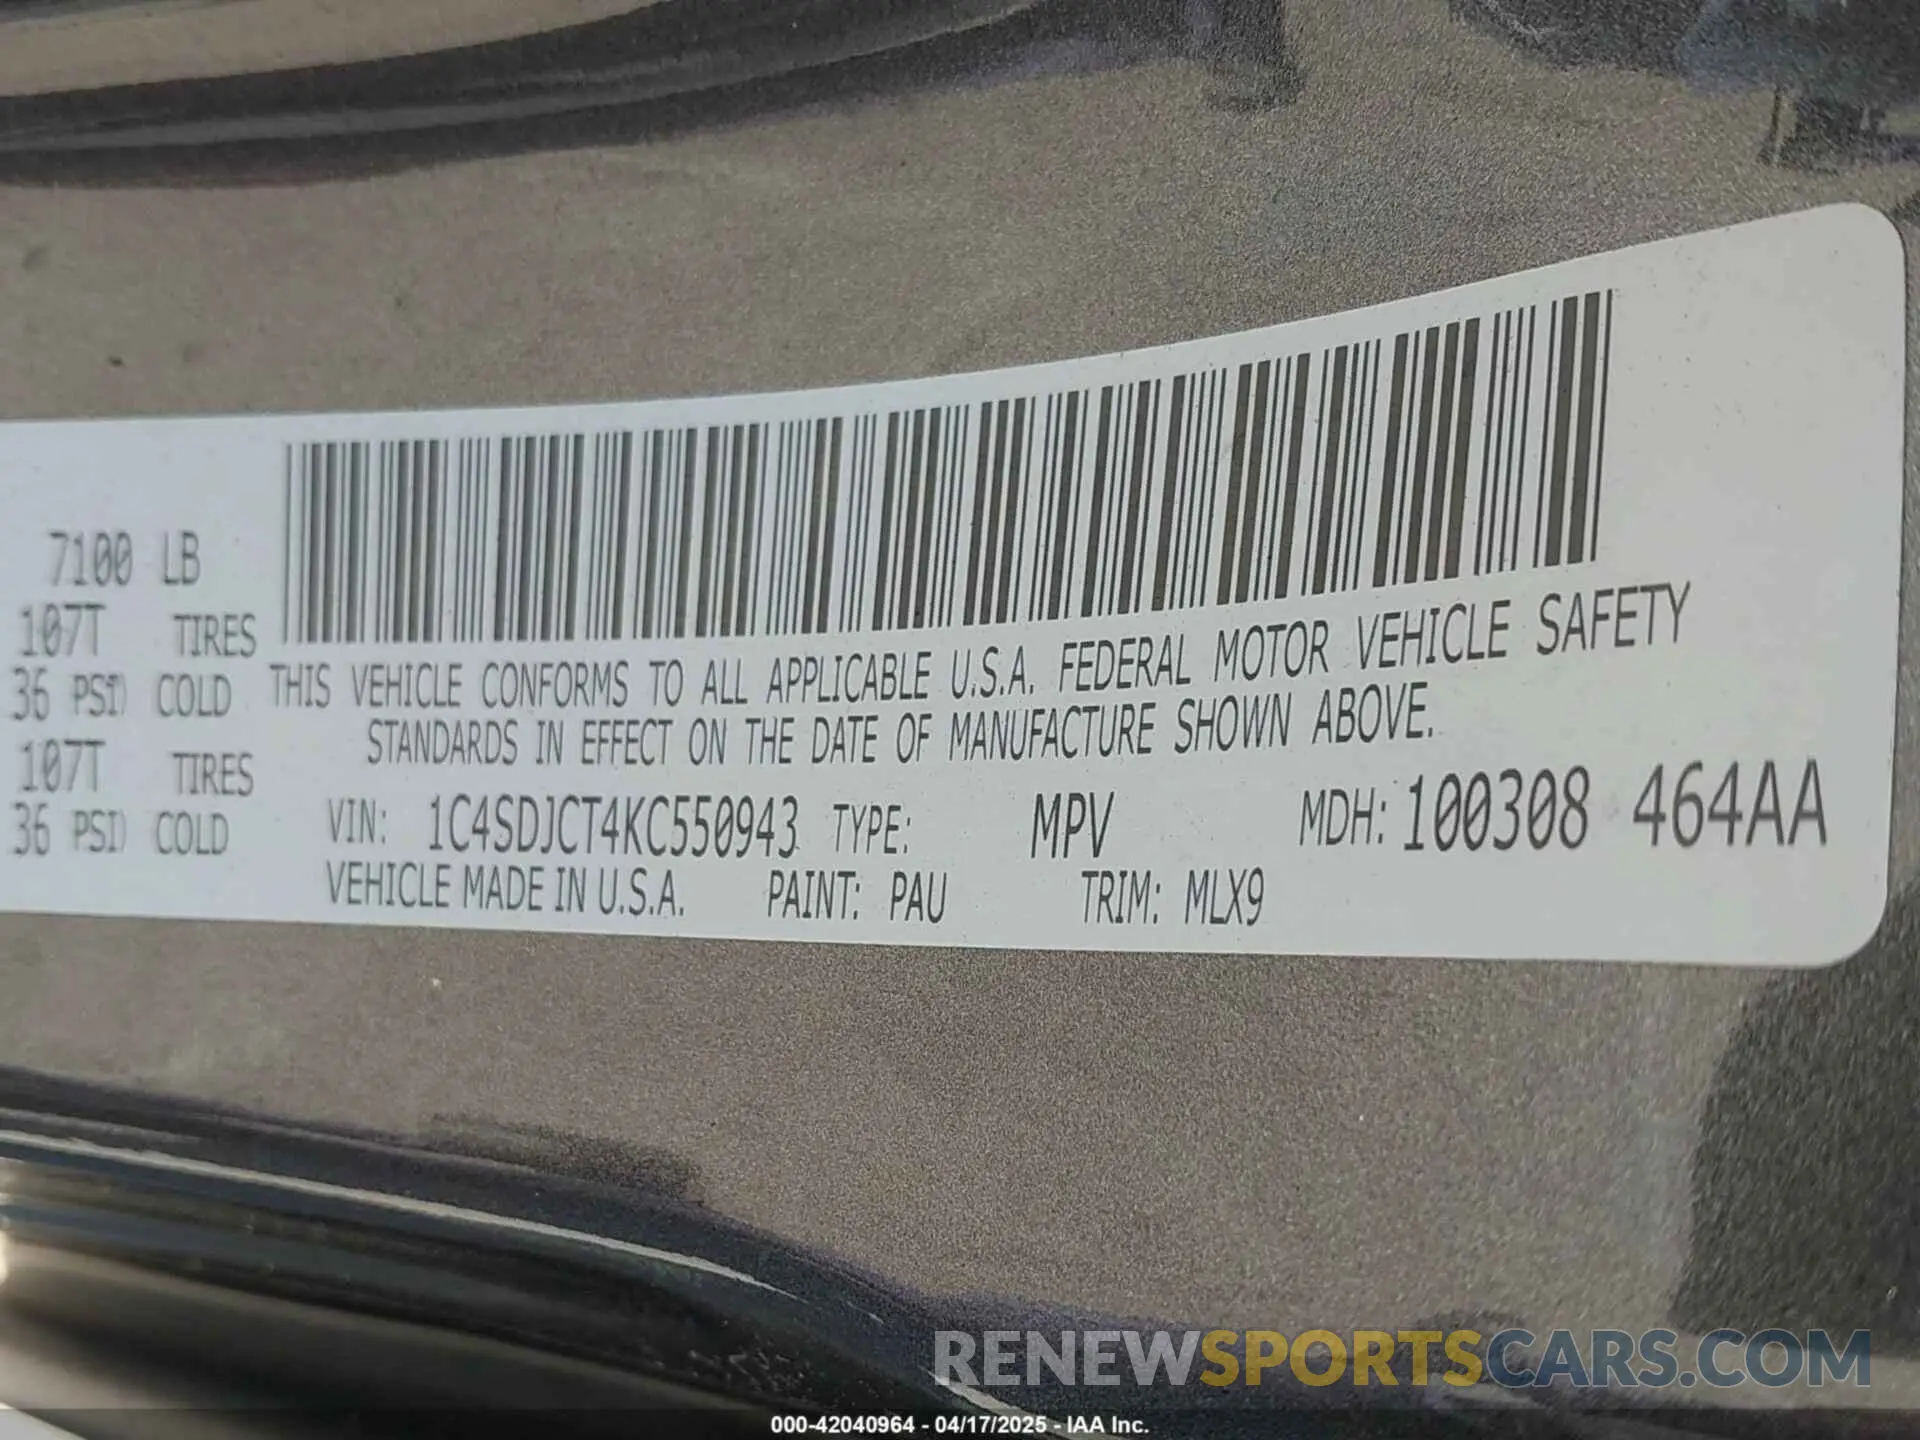 7100 LB
107T TIRES
36 PSI) COLD
107T TIRES
36 PSI) COLD
THIS VEHICLE CONFORMS TO ALL APPLICABLE U.S.A. FEDERAL MOTOR VEHICLE SAFETY
STANDARDS IN EFFECT ON THE DATE OF MANUFACTURE SHOWN ABOVE.
VIN: 1C4SDJCT4KC550943 TYPE: MPV MDH: 100308 464AA
VEHICLE MADE IN U.S.A. PAINT: PAU TRIM: MLX9
RENEWSPORTSCARS.COM
000-42040964 - 04/17/2025 - IAA Inc.